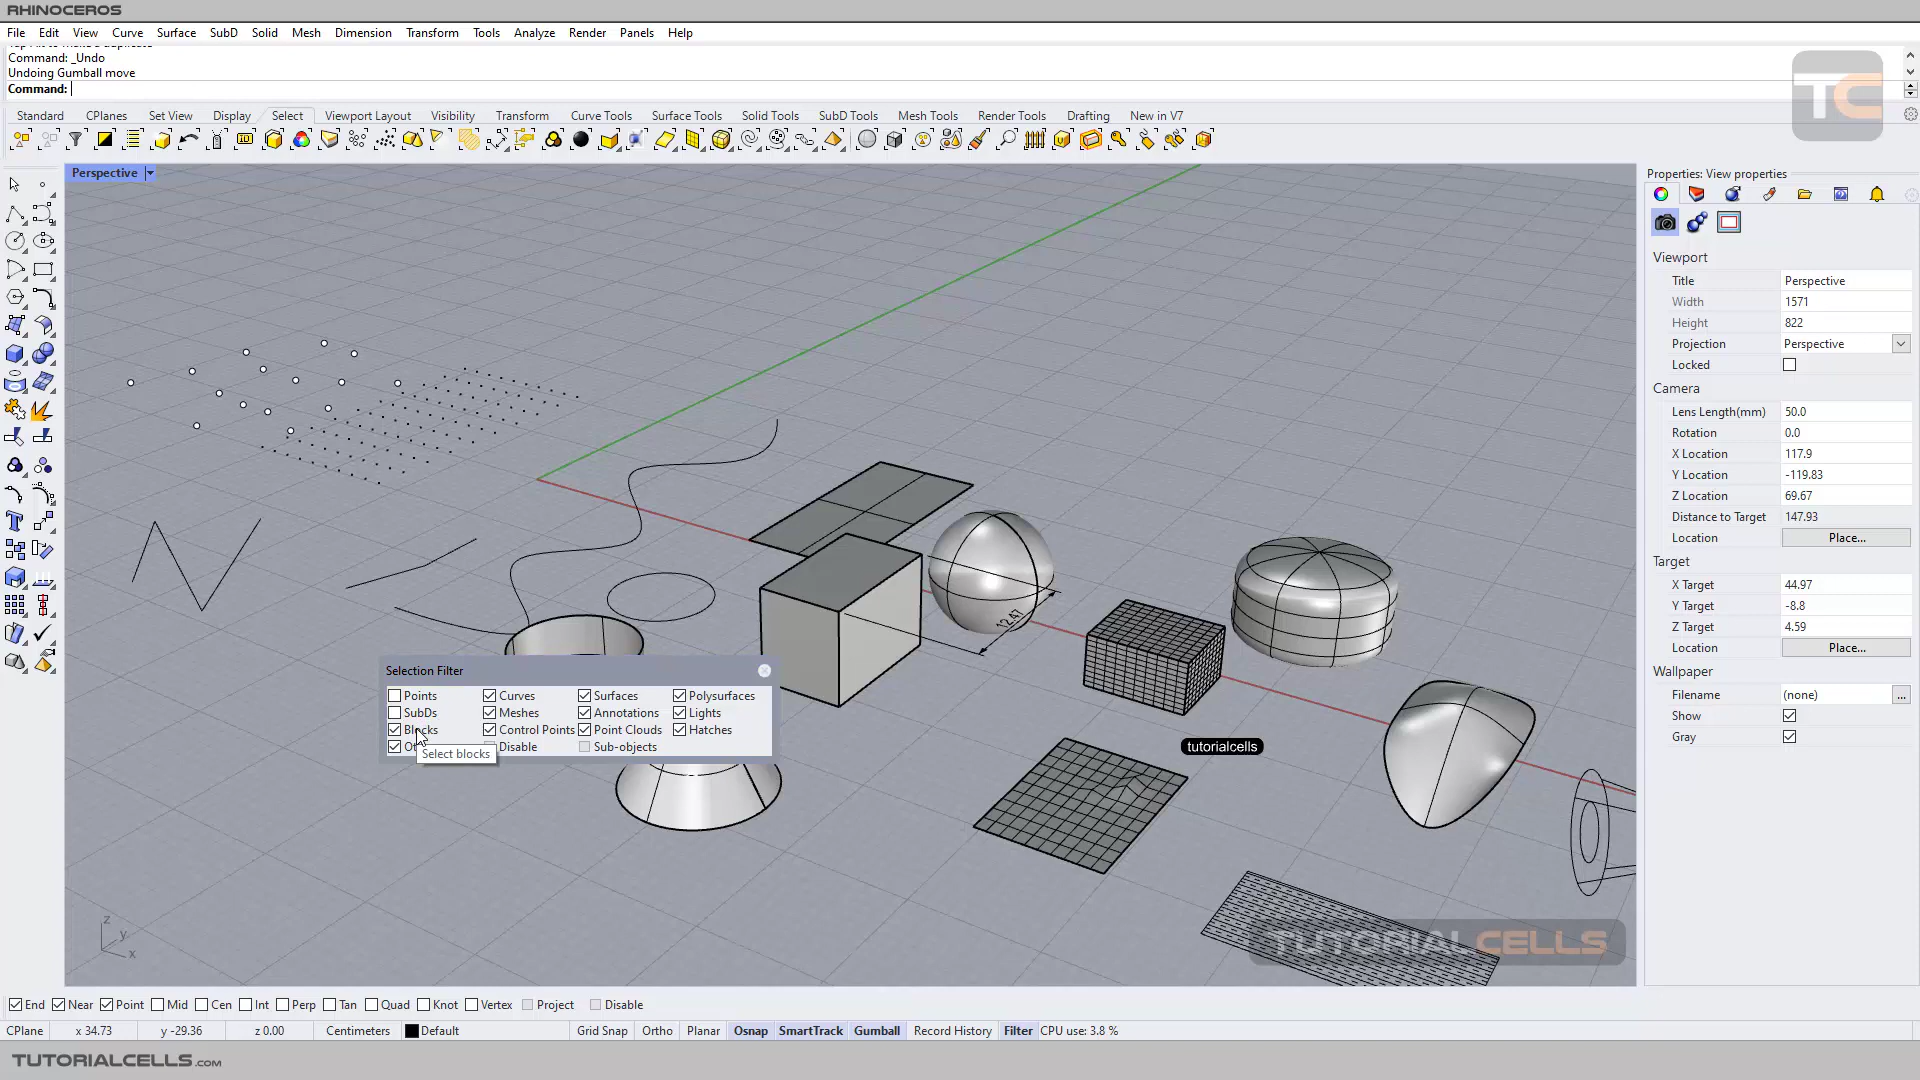 RHINOCEROS
File Edit View Curve Surface SubD Solid Mesh Dimension Transform Tools Analyze Render Panels Help
Command: _Undo
Undoing Gumball move
Command:
TC
Standard CPlanes Set View Display Select Viewport Layout Visibility Transform Curve Tools Surface Tools Solid Tools SubD Tools Mesh Tools Render Tools Drafting New in V7
Perspective
Properties: View properties
Viewport
Title Perspective
Width 1571
Height 822
Projection Perspective
Locked
Camera
Lens Length(mm) 50.0
Rotation 0.0
X Location 117.9
Y Location -119.83
Z Location 69.67
Distance to Target 147.93
Location Place...
Target
X Target 44.97
Y Target -8.8
Z Target 4.59
Location Place...
Wallpaper
Filename (none) ...
Show
Gray
12.47
Selection Filter
Points Curves Surfaces Polysurfaces
SubDs Meshes Annotations Lights
Blocks Control Points Point Clouds Hatches
Disable Sub-objects
Select blocks
tutorialcells
TUTORIALCELLS
z
y
x
End Near Point Mid Cen Int Perp Tan Quad Knot Vertex Project Disable
CPlane x 34.73 y -29.36 z 0.00 Centimeters Default Grid Snap Ortho Planar Osnap SmartTrack Gumball Record History Filter CPU use: 3.8 %
TUTORIALCELLS.COM